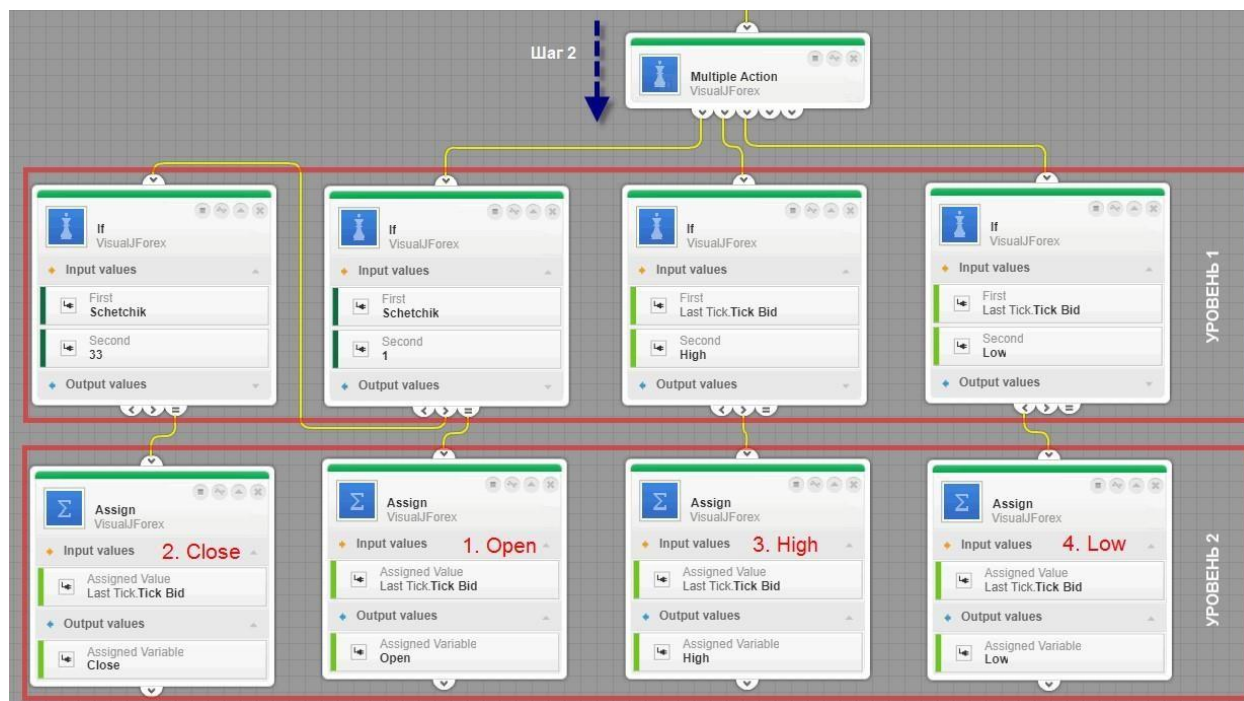 Шаг 2
Multiple Action
VisualJForex
УРОВЕНЬ 1
If
VisualJForex
Input values
First
Schetchik
Second
33
Output values
If
VisualJForex
Input values
First
Schetchik
Second
1
Output values
If
VisualJForex
Input values
First
Last Tick.Tick Bid
Second
High
Output values
If
VisualJForex
Input values
First
Last Tick.Tick Bid
Second
Low
Output values
УРОВЕНЬ 2
Assign
VisualJForex
Input values
2. Close
Assigned Value
Last Tick.Tick Bid
Output values
Assigned Variable
Close
Assign
VisualJForex
Input values
1. Open
Assigned Value
Last Tick.Tick Bid
Output values
Assigned Variable
Open
Assign
VisualJForex
Input values
3. High
Assigned Value
Last Tick.Tick Bid
Output values
Assigned Variable
High
Assign
VisualJForex
Input values
4. Low
Assigned Value
Last Tick.Tick Bid
Output values
Assigned Variable
Low